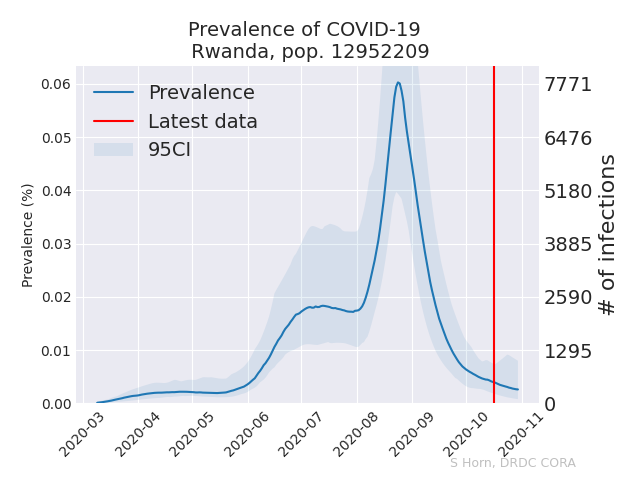 Prevalence of COVID-19
Rwanda, pop. 12952209
Prevalence
Latest data
95CI
Prevalence (%)
0.06
0.05
0.04
0.03
0.02
0.01
0.00
7771
6476
5180
3885
2590
1295
0
# of infections
2020-03
2020-04
2020-05
2020-06
2020-07
2020-08
2020-09
2020-10
2020-11
S Horn, DRDC CORA